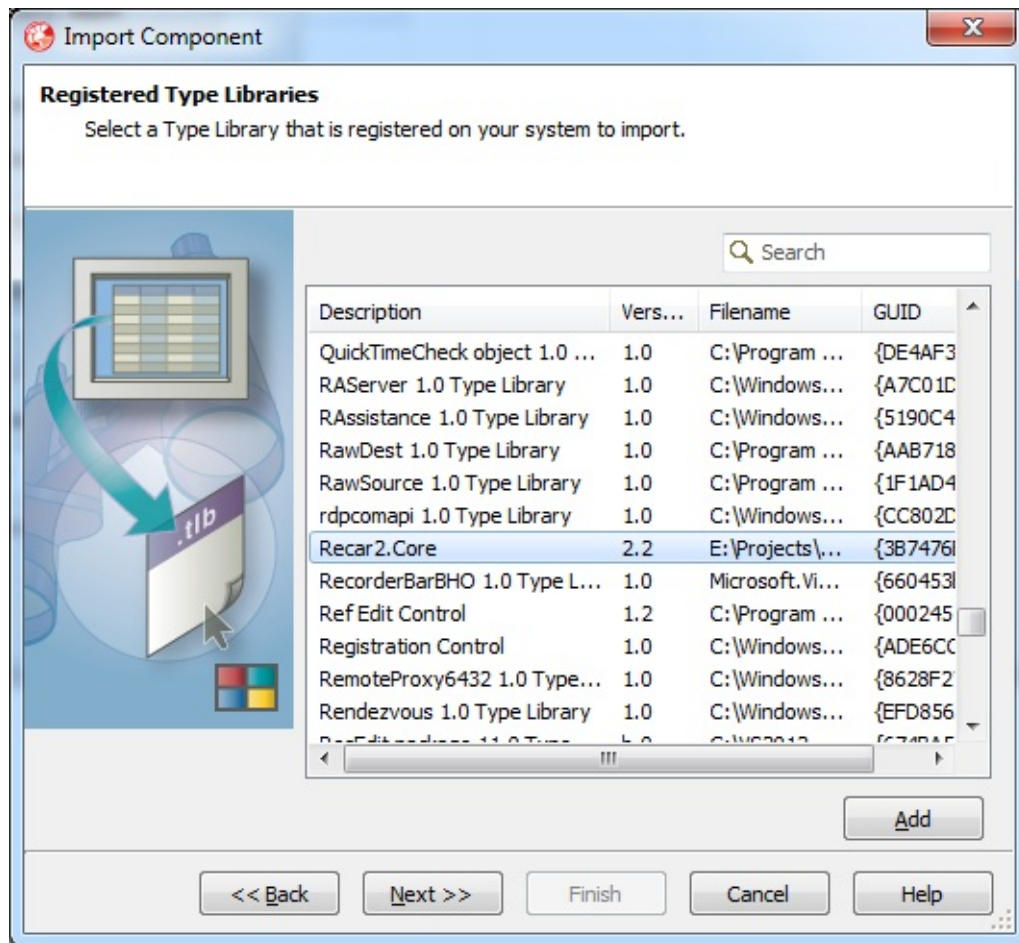 Import Component
Registered Type Libraries
Select a Type Library that is registered on your system to import.
.tlb
Search
Description Vers... Filename GUID
QuickTimeCheck object 1.0 ... 1.0 C:\Program ... {DE4AF3
RAServer 1.0 Type Library 1.0 C:\Windows... {A7C01D
RAssistance 1.0 Type Library 1.0 C:\Windows... {5190C4
RawDest 1.0 Type Library 1.0 C:\Program ... {AAB718
RawSource 1.0 Type Library 1.0 C:\Program ... {1F1AD4
rdpcomapi 1.0 Type Library 1.0 C:\Windows... {CC802D
Recar2.Core 2.2 E:\Projects\... {3B7476
RecorderBarBHO 1.0 Type L... 1.0 Microsoft.Vi... {660453
Ref Edit Control 1.2 C:\Program ... {000245
Registration Control 1.0 C:\Windows... {ADE6CC
RemoteProxy6432 1.0 Type... 1.0 C:\Windows... {8628F2
Rendezvous 1.0 Type Library 1.0 C:\Windows... {EFD856
Add
<< Back Next >> Finish Cancel Help